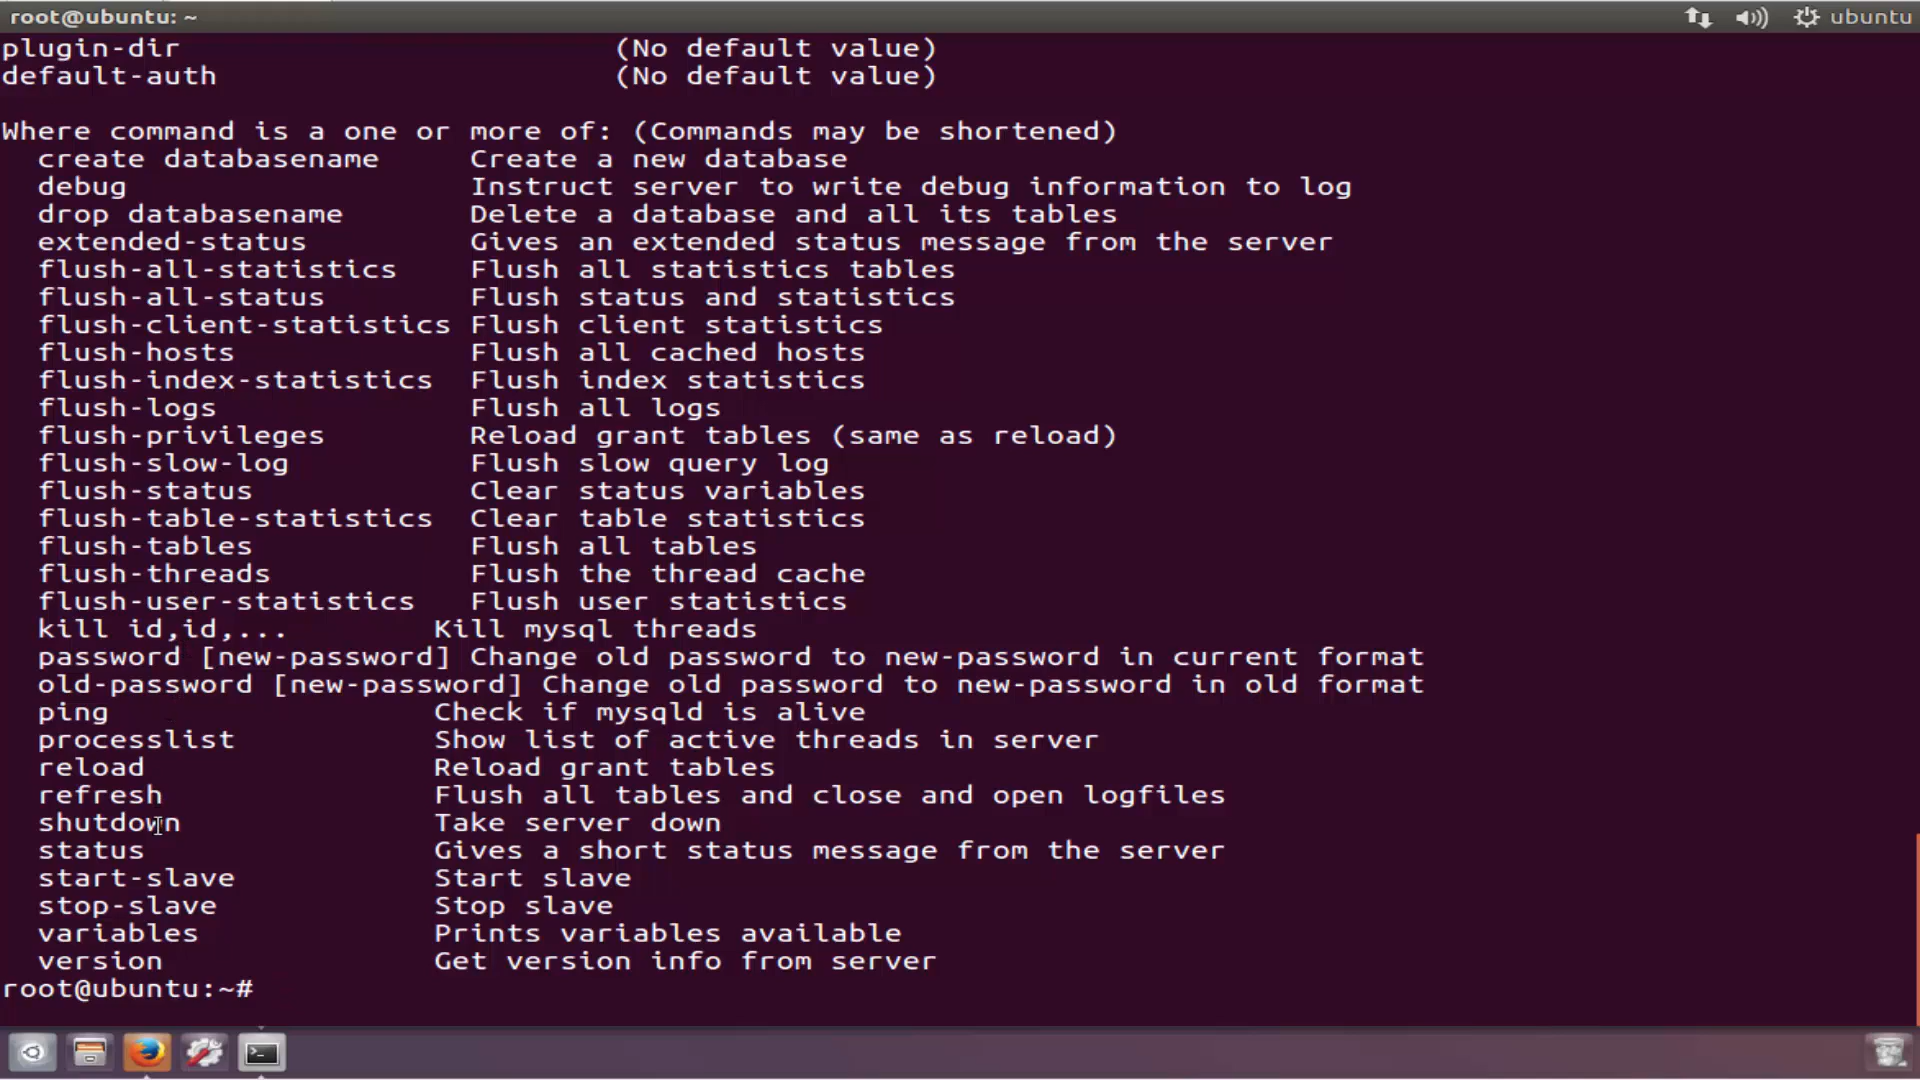 root@ubuntu: ~
ubuntu
plugin-dir (No default value)
default-auth (No default value)
Where command is a one or more of: (Commands may be shortened)
create databasename Create a new database
debug Instruct server to write debug information to log
drop databasename Delete a database and all its tables
extended-status Gives an extended status message from the server
flush-all-statistics Flush all statistics tables
flush-all-status Flush status and statistics
flush-client-statistics Flush client statistics
flush-hosts Flush all cached hosts
flush-index-statistics Flush index statistics
flush-logs Flush all logs
flush-privileges Reload grant tables (same as reload)
flush-slow-log Flush slow query log
flush-status Clear status variables
flush-table-statistics Clear table statistics
flush-tables Flush all tables
flush-threads Flush the thread cache
flush-user-statistics Flush user statistics
kill id,id,... Kill mysql threads
password [new-password] Change old password to new-password in current format
old-password [new-password] Change old password to new-password in old format
ping Check if mysqld is alive
processlist Show list of active threads in server
reload Reload grant tables
refresh Flush all tables and close and open logfiles
shutdown Take server down
status Gives a short status message from the server
start-slave Start slave
stop-slave Stop slave
variables Prints variables available
version Get version info from server
root@ubuntu:~#